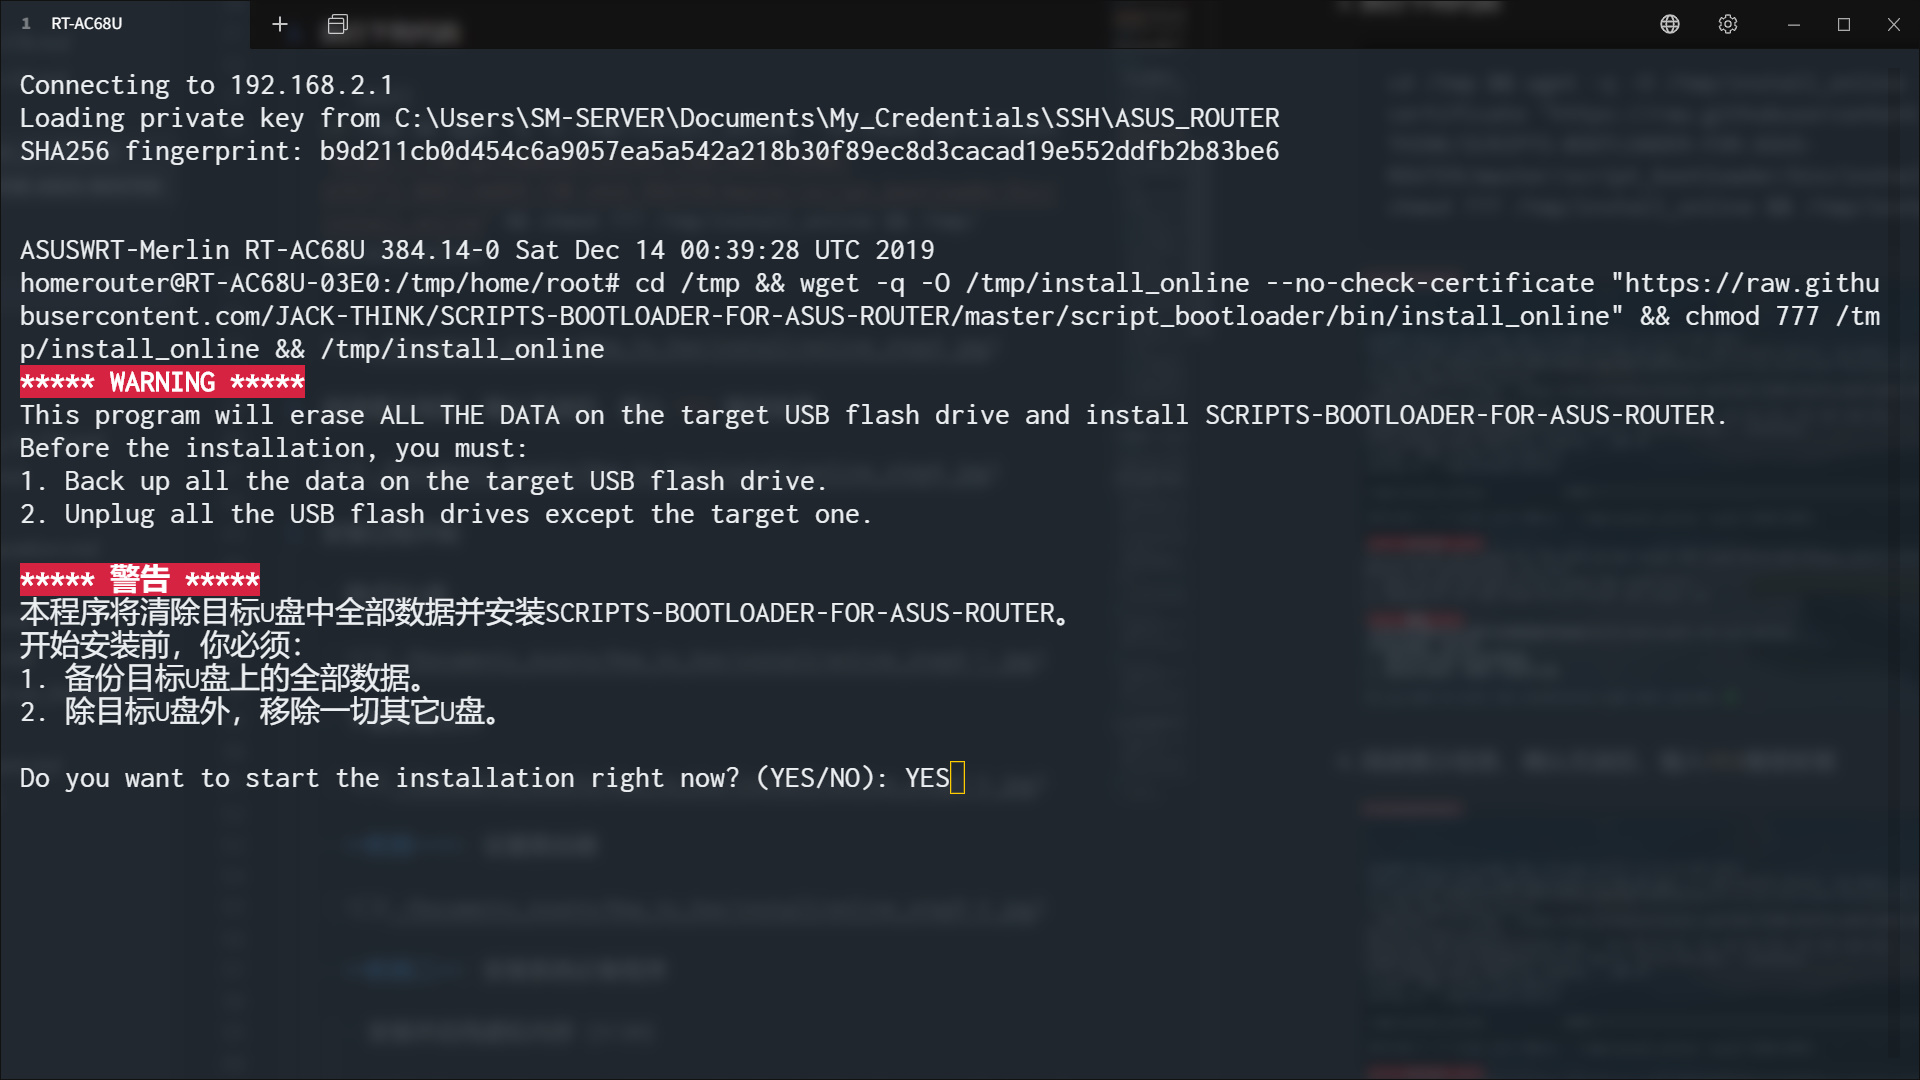 1 RT-AC68U
Connecting to 192.168.2.1
Loading private key from C:\Users\SM-SERVER\Documents\My_Credentials\SSH\ASUS_ROUTER
SHA256 fingerprint: b9d211cb0d454c6a9057ea5a542a218b30f89ec8d3cacad19e552ddfb2b83be6
ASUSWRT-Merlin RT-AC68U 384.14-0 Sat Dec 14 00:39:28 UTC 2019
homerouter@RT-AC68U-03E0:/tmp/home/root# cd /tmp && wget -q -O /tmp/install_online --no-check-certificate "https://raw.githu
busercontent.com/JACK-THINK/SCRIPTS-BOOTLOADER-FOR-ASUS-ROUTER/master/script_bootloader/bin/install_online" && chmod 777 /tm
p/install_online && /tmp/install_online
***** WARNING *****
This program will erase ALL THE DATA on the target USB flash drive and install SCRIPTS-BOOTLOADER-FOR-ASUS-ROUTER.
Before the installation, you must:
1. Back up all the data on the target USB flash drive.
2. Unplug all the USB flash drives except the target one.
***** 警告 *****
本程序将清除目标U盘中全部数据并安装SCRIPTS-BOOTLOADER-FOR-ASUS-ROUTER。
开始安装前，你必须：
1. 备份目标U盘上的全部数据。
2. 除目标U盘外，移除一切其它U盘。
Do you want to start the installation right now? (YES/NO): YES